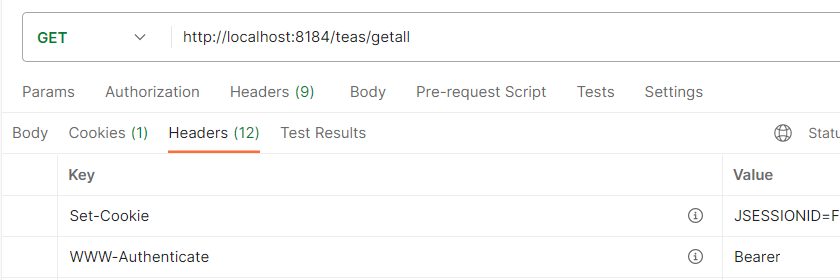 GET http://localhost:8184/teas/getall
Params Authorization Headers (9) Body Pre-request Script Tests Settings
Body Cookies (1) Headers (12) Test Results
Key Value
Set-Cookie JSESSIONID=F
WWW-Authenticate Bearer